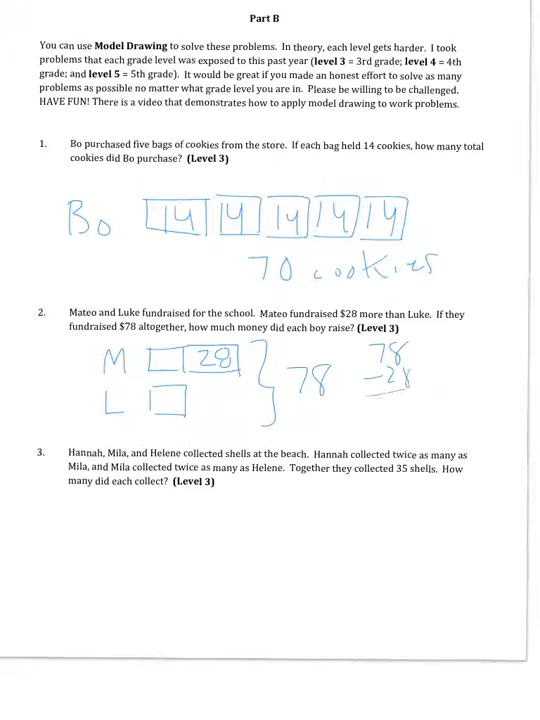 Part B
You can use Model Drawing to solve these problems. In theory, each level gets harder. I took
problems that each grade level was exposed to this past year (level 3 = 3rd grade; level 4 = 4th
grade; and level 5 = 5th grade). It would be great if you made an honest effort to solve as many
problems as possible no matter what grade level you are in. Please be willing to be challenged.
HAVE FUN! There is a video that demonstrates how to apply model drawing to work problems.
1. Bo purchased five bags of cookies from the store. If each bag held 14 cookies, how many total
cookies did Bo purchase? (Level 3)
Bo 14 14 14 14 14
70 cookies
2. Mateo and Luke fundraised for the school. Mateo fundraised $28 more than Luke. If they
fundraised $78 altogether, how much money did each boy raise? (Level 3)
M 28 } 78 78
L -28
3. Hannah, Mila, and Helene collected shells at the beach. Hannah collected twice as many as
Mila, and Mila collected twice as many as Helene. Together they collected 35 shells. How
many did each collect? (Level 3)